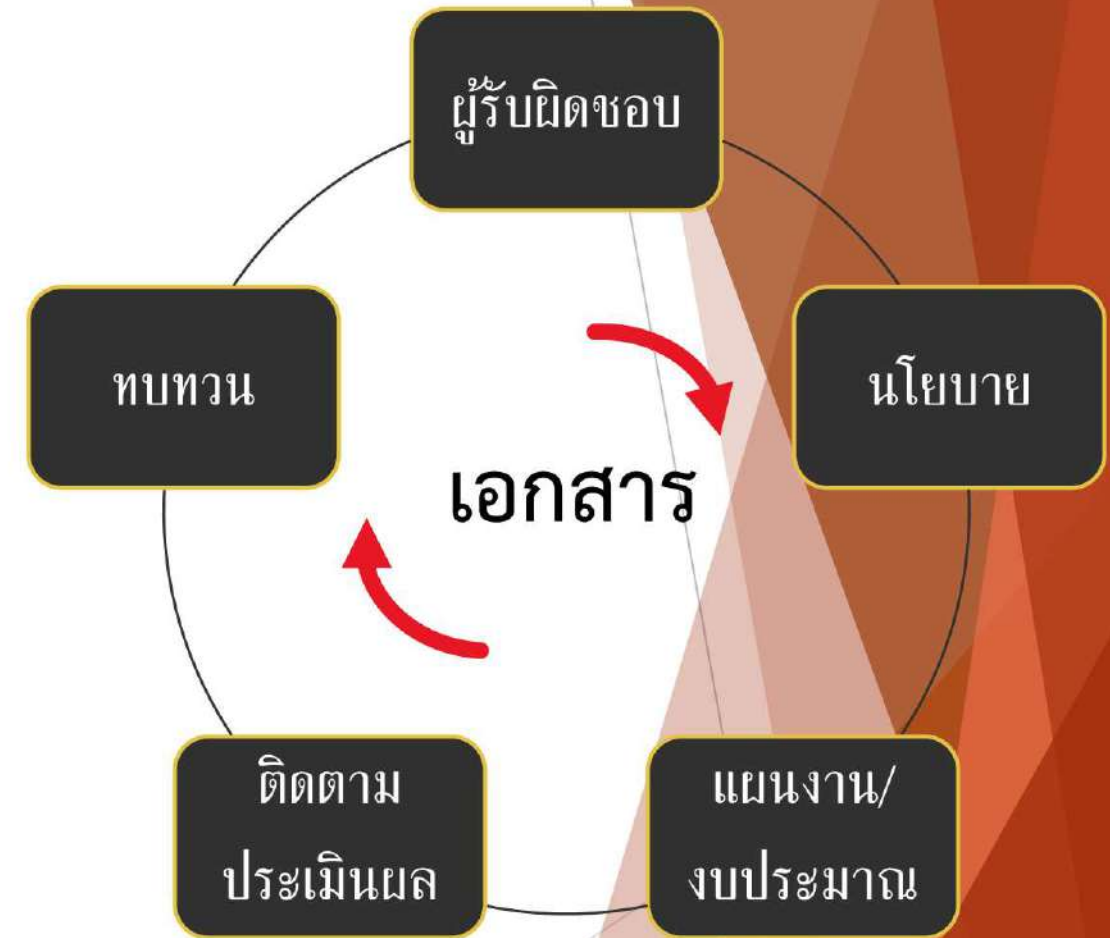 ผู้รับผิดชอบ
นโยบาย
แผนงาน/
งบประมาณ
ติดตาม
ประเมินผล
ทบทวน
เอกสาร